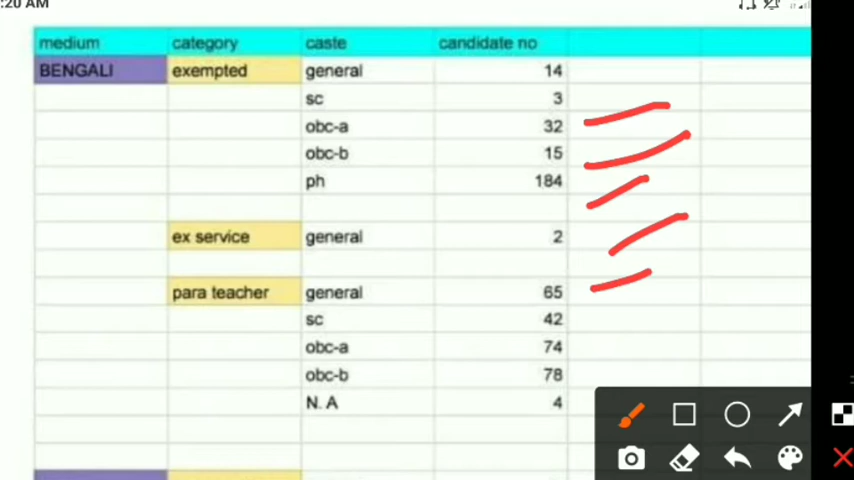 :20 AM
medium category caste candidate no
BENGALI exempted general 14
sc 3
obc-a 32
obc-b 15
ph 184
ex service general 2
para teacher general 65
sc 42
obc-a 74
obc-b 78
N. A 4